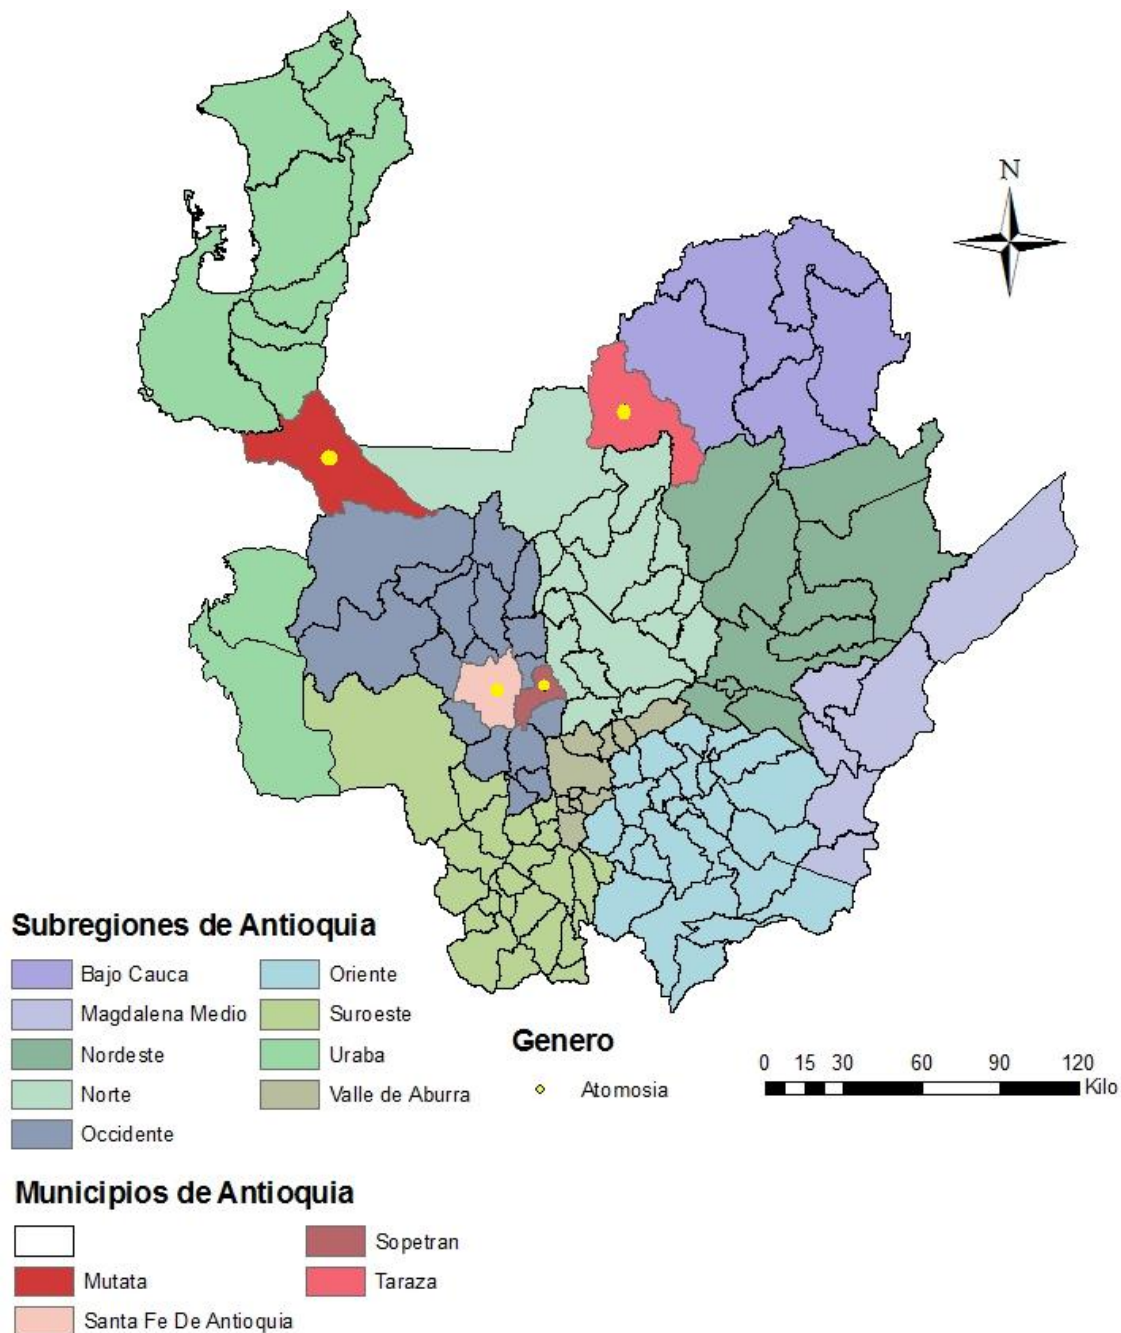 N
Subregiones de Antioquia
Bajo Cauca
Oriente
Magdalena Medio
Suroeste
Nordeste
Uraba
Norte
Valle de Aburra
Occidente
Genero
Atomosia
0 15 30 60 90 120
Kilo
Municipios de Antioquia
Sopetran
Mutata
Taraza
Santa Fe De Antioquia